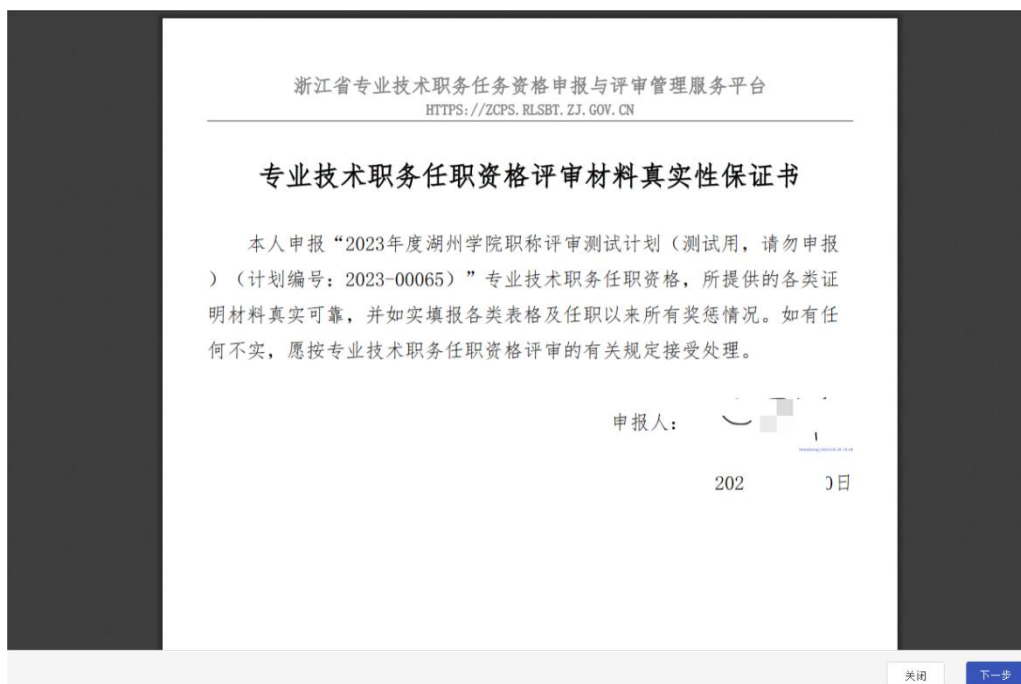 浙江省专业技术职务任务资格申报与评审管理服务平台
HTTPS://ZCPS.RLSBT.ZJ.GOV.CN
专业技术职务任职资格评审材料真实性保证书
本人申报“2023年度湖州学院职称评审测试计划（测试用，请勿申报
）（计划编号：2023-00065）”专业技术职务任职资格，所提供的各类证
明材料真实可靠，并如实填报各类表格及任职以来所有奖惩情况。如有任
何不实，愿按专业技术职务任职资格评审的有关规定接受处理。
申报人：
202 0日
关闭 下一步